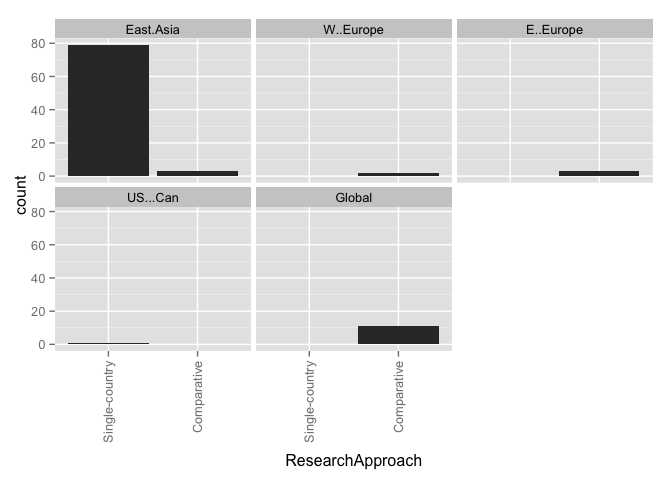 East.Asia
W..Europe
E..Europe
80
60
40
20
0
US...Can
Global
80
60
40
20
0
count
Single-country
Comparative
Single-country
Comparative
ResearchApproach